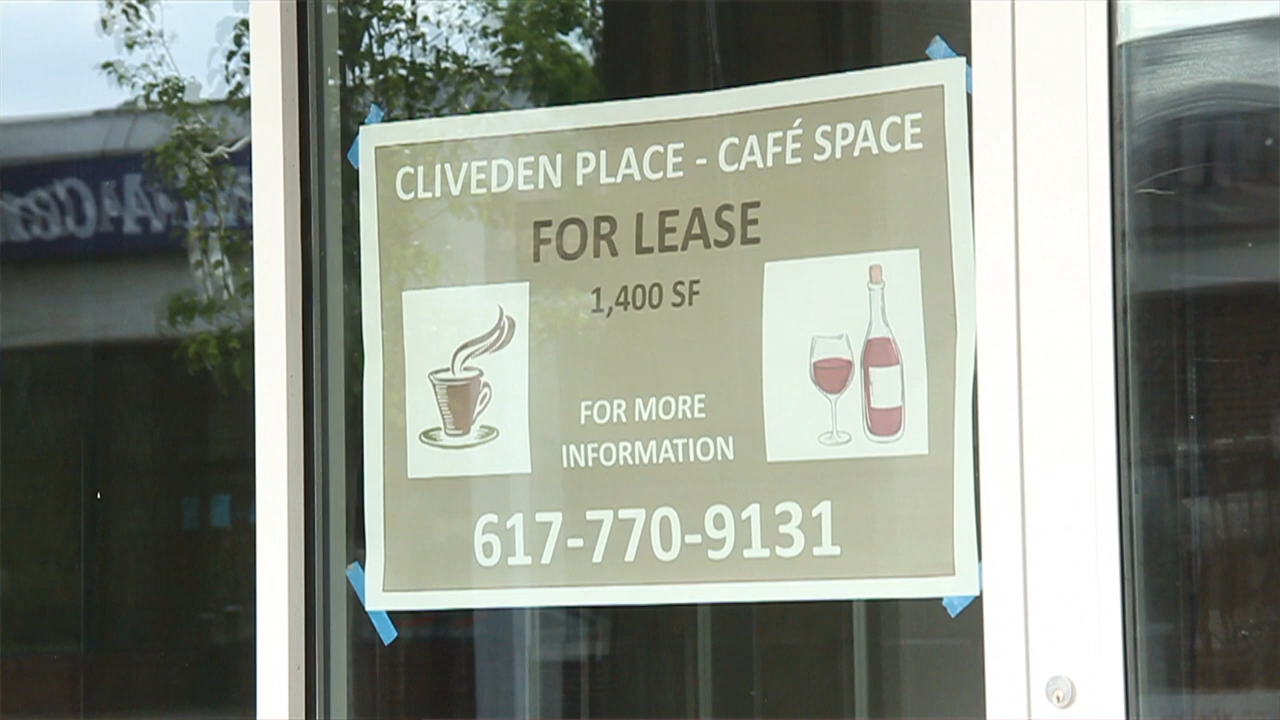 CLIVEDEN PLACE - CAFÉ SPACE
FOR LEASE
1,400 SF
FOR MORE
INFORMATION
617-770-9131